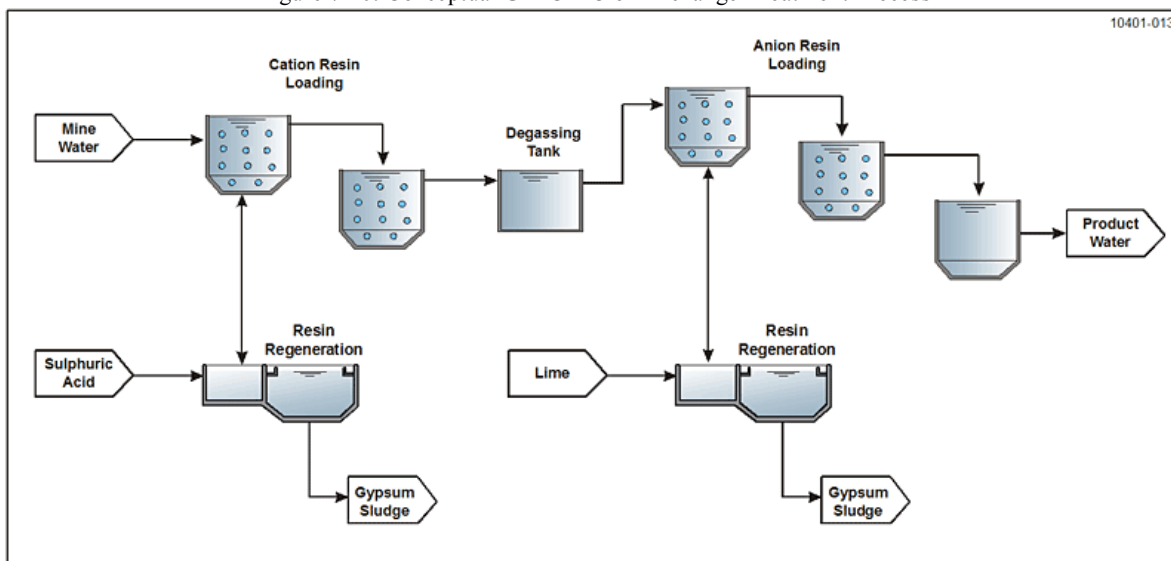 10401-013
Cation Resin
Loading
Anion Resin
Loading
Mine
Water
Degassing
Tank
Product
Water
Resin
Regeneration
Resin
Regeneration
Sulphuric
Acid
Lime
Gypsum
Sludge
Gypsum
Sludge